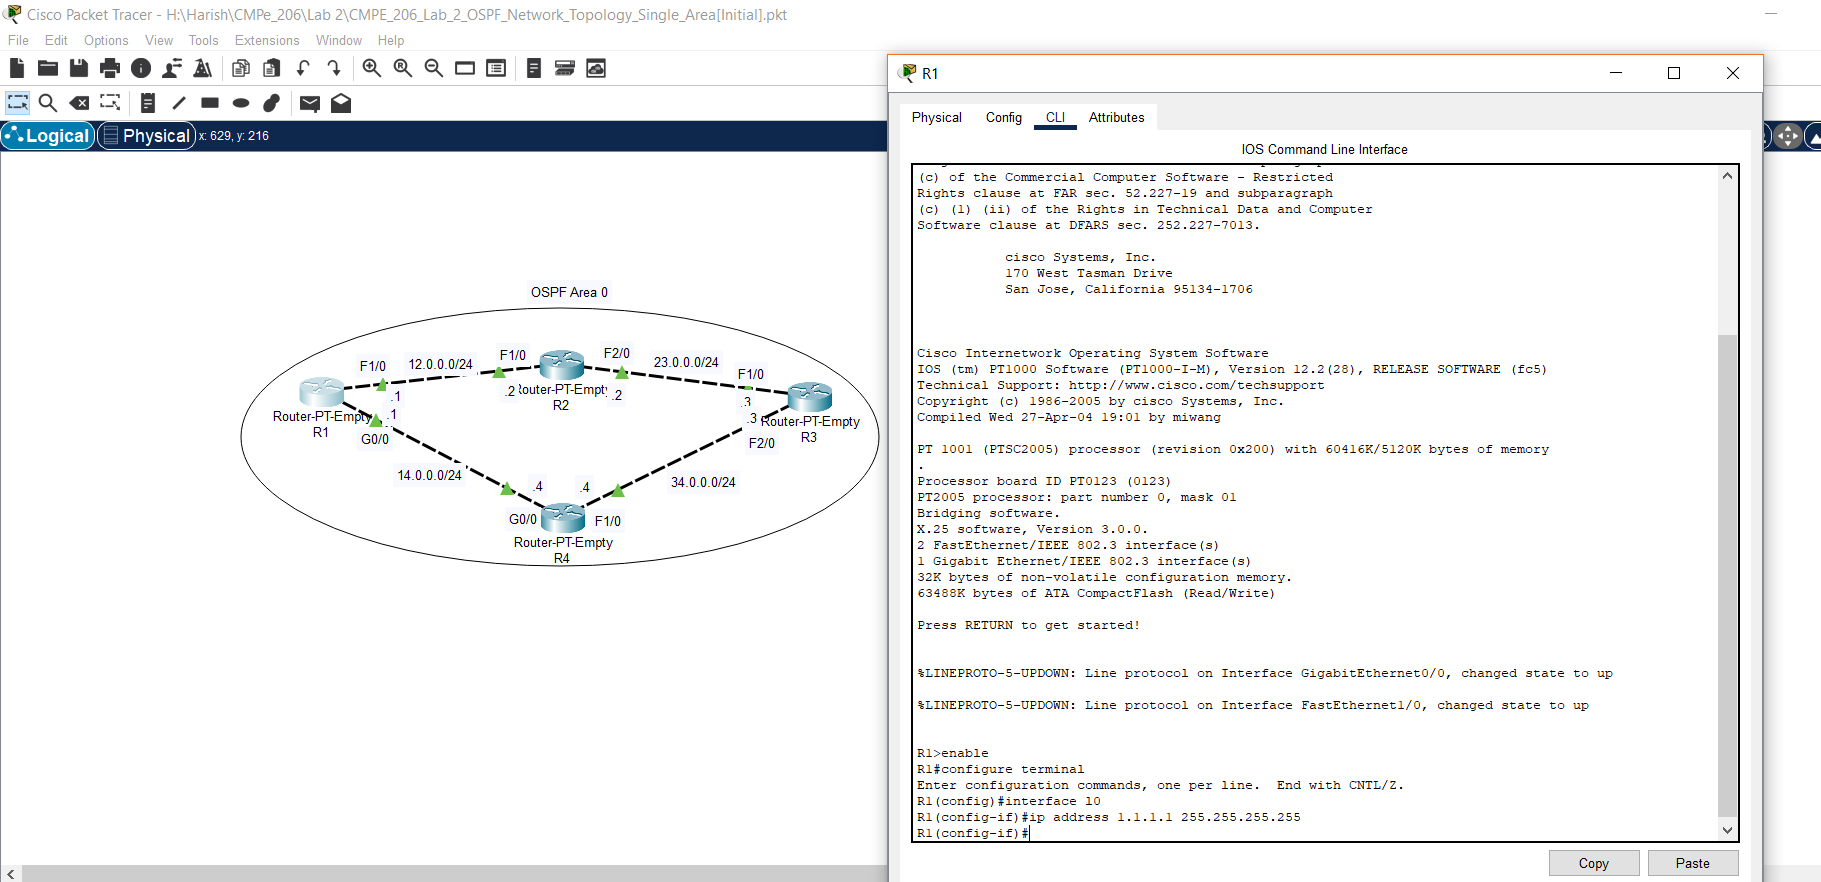 Cisco Packet Tracer - H:\Harish\CMPe_206\Lab 2\CMPE_206_Lab_2_OSPF_Network_Topology_Single_Area[Initial].pkt
File Edit Options View Tools Extensions Window Help
Logical Physical x: 629, y: 216
OSPF Area 0
F1/0 12.0.0.0/24 F1/0 F2/0 23.0.0.0/24 F1/0
.1 .2 Router-PT-Empty .2 .3
R2
Router-PT-Empty .1 .3 Router-PT-Empty
R1 R3
G0/0 F2/0
14.0.0.0/24 .4 .4 34.0.0.0/24
G0/0 F1/0
Router-PT-Empty
R4
R1
Physical Config CLI Attributes
IOS Command Line Interface
(c) of the Commercial Computer Software - Restricted
Rights clause at FAR sec. 52.227-19 and subparagraph
(c) (1) (ii) of the Rights in Technical Data and Computer
Software clause at DFARS sec. 252.227-7013.
cisco Systems, Inc.
170 West Tasman Drive
San Jose, California 95134-1706
Cisco Internetwork Operating System Software
IOS (tm) PT1000 Software (PT1000-I-M), Version 12.2(28), RELEASE SOFTWARE (fc5)
Technical Support: http://www.cisco.com/techsupport
Copyright (c) 1986-2005 by cisco Systems, Inc.
Compiled Wed 27-Apr-04 19:01 by miwang
PT 1001 (PTSC2005) processor (revision 0x200) with 60416K/5120K bytes of memory
.
Processor board ID PT0123 (0123)
PT2005 processor: part number 0, mask 01
Bridging software.
X.25 software, Version 3.0.0.
2 FastEthernet/IEEE 802.3 interface(s)
1 Gigabit Ethernet/IEEE 802.3 interface(s)
32K bytes of non-volatile configuration memory.
63488K bytes of ATA CompactFlash (Read/Write)
Press RETURN to get started!
%LINEPROTO-5-UPDOWN: Line protocol on Interface GigabitEthernet0/0, changed state to up
%LINEPROTO-5-UPDOWN: Line protocol on Interface FastEthernet1/0, changed state to up
R1>enable
R1#configure terminal
Enter configuration commands, one per line.  End with CNTL/Z.
R1(config)#interface l0
R1(config-if)#ip address 1.1.1.1 255.255.255.255
R1(config-if)#
Copy Paste